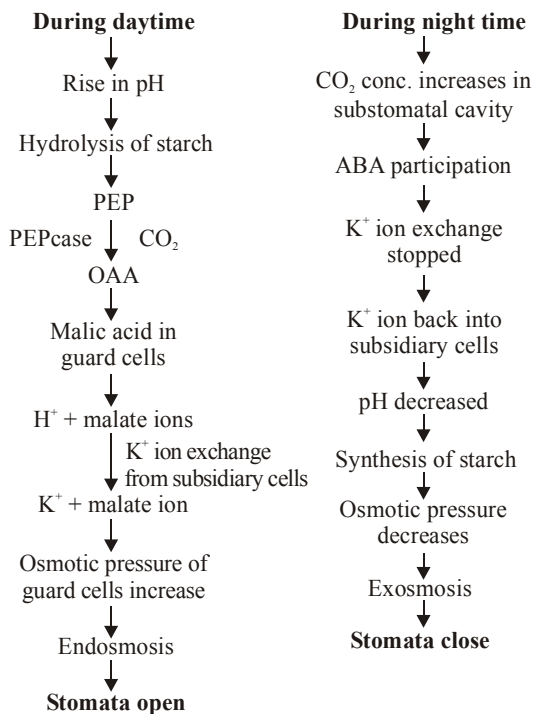 During daytime
Rise in pH
Hydrolysis of starch
PEP
PEPcase CO₂
OAA
Malic acid in
guard cells
H⁺ + malate ions
K⁺ ion exchange
from subsidiary cells
K⁺ + malate ion
Osmotic pressure of
guard cells increase
Endosmosis
Stomata open
During night time
CO₂ conc. increases in
substomatal cavity
ABA participation
K⁺ ion exchange
stopped
K⁺ ion back into
subsidiary cells
pH decreased
Synthesis of starch
Osmotic pressure
decreases
Exosmosis
Stomata close